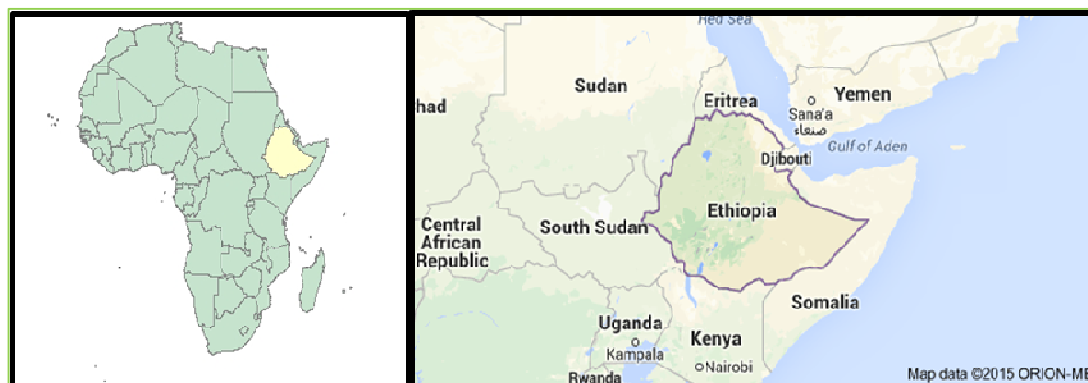 Red Sea
Sudan
had
Eritrea
Yemen
Sana'a
صنعاء
Gulf of Aden
Djibouti
Ethiopia
Central
African
Republic
South Sudan
Somalia
Uganda
Kampala
Kenya
Nairobi
Rwanda
Map data ©2015 ORION-M